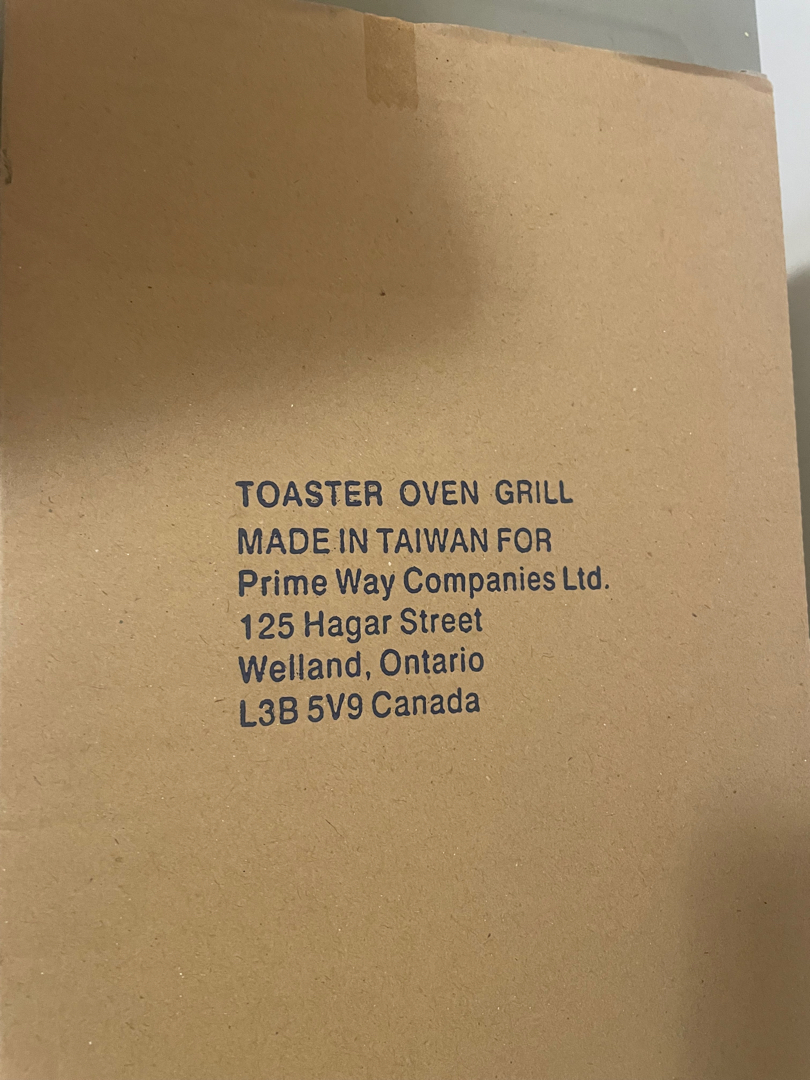 TOASTER OVEN GRILL
MADE IN TAIWAN FOR
Prime Way Companies Ltd.
125 Hagar Street
Welland, Ontario
L3B 5V9 Canada